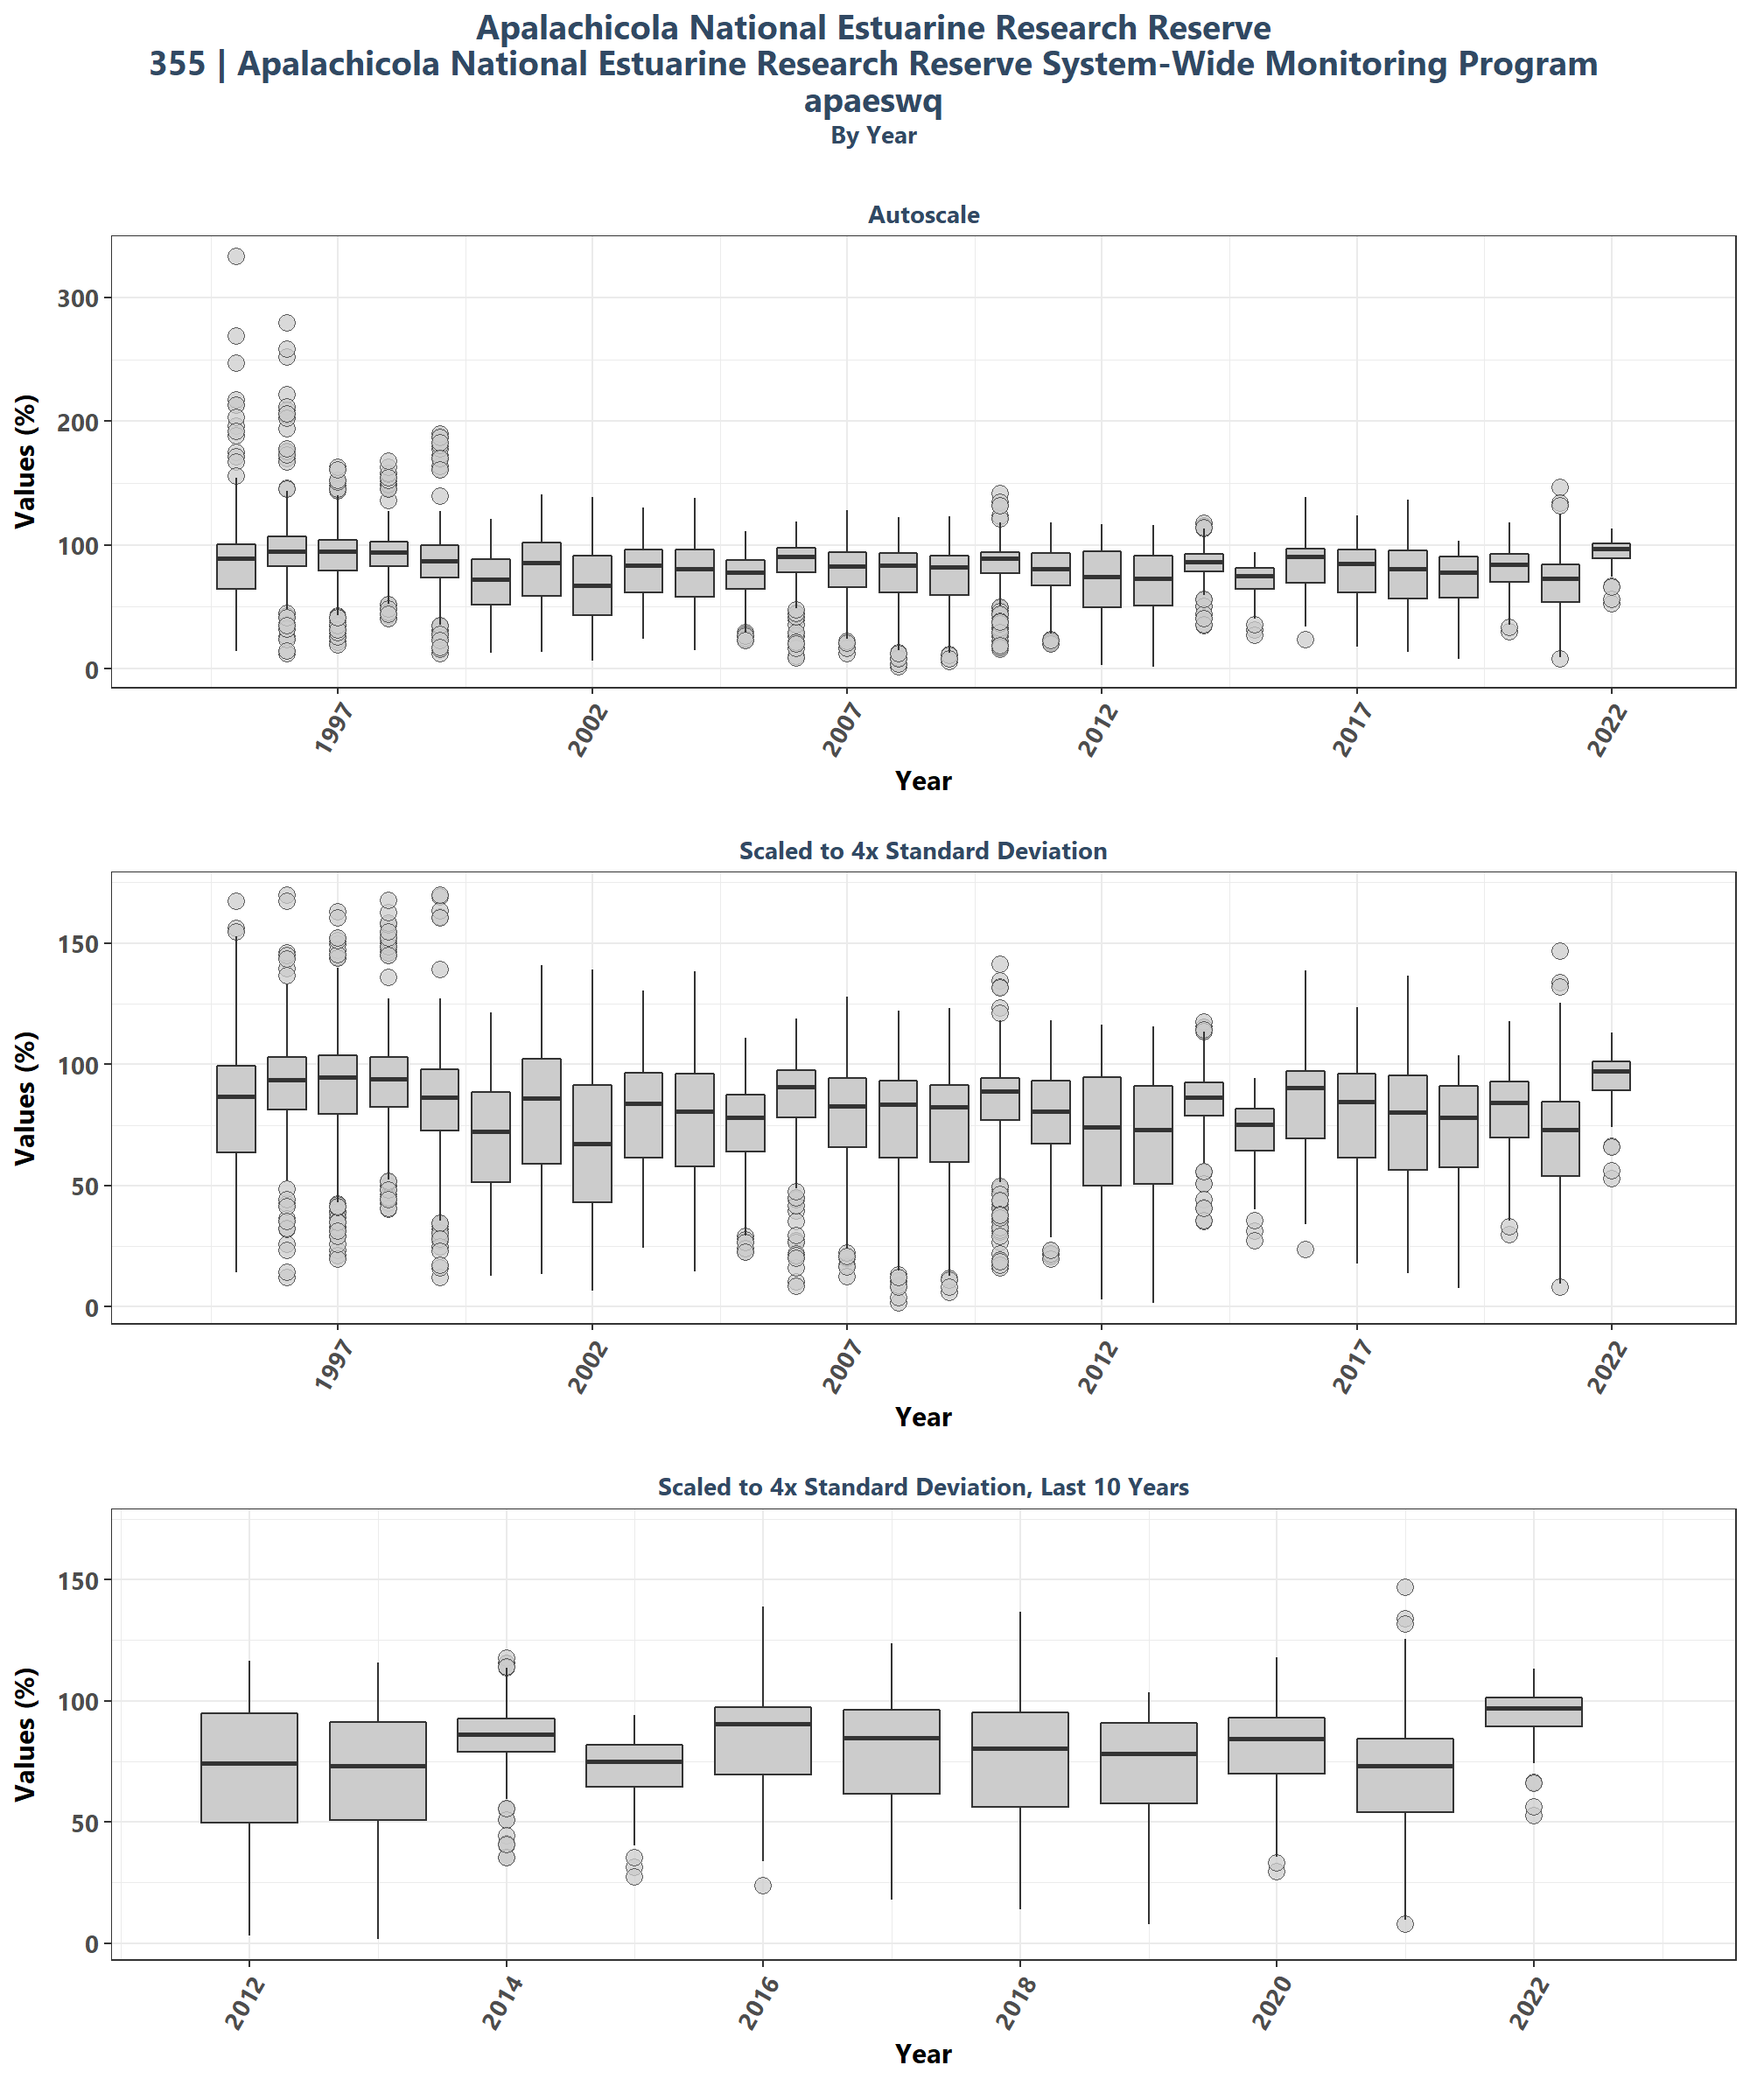 Apalachicola National Estuarine Research Reserve
355 | Apalachicola National Estuarine Research Reserve System-Wide Monitoring Program
apaeswq
By Year
Autoscale
Values (%)
300
200
100
0
1997
2002
2007
2012
2017
2022
Year
Scaled to 4x Standard Deviation
Values (%)
150
100
50
0
1997
2002
2007
2012
2017
2022
Year
Scaled to 4x Standard Deviation, Last 10 Years
Values (%)
150
100
50
0
2012
2014
2016
2018
2020
2022
Year